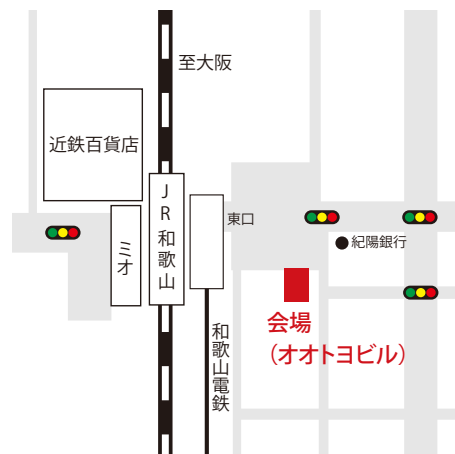 至大阪
近鉄百貨店
JR和歌山
ミオ
東口
紀陽銀行
会場
（オオトヨビル）
和歌山電鉄